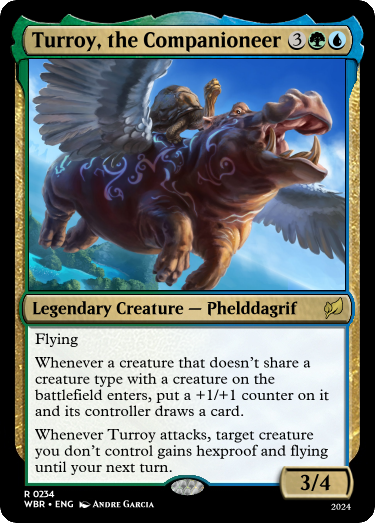 Turroy, the Companioneer 3
Legendary Creature — Phelddagrif
Flying
Whenever a creature that doesn't share a
creature type with a creature on the
battlefield enters, put a +1/+1 counter on it
and its controller draws a card.
Whenever Turroy attacks, target creature
you don't control gains hexproof and flying
until your next turn.
3/4
R 0234
WBR • ENG Andre Garcia
2024